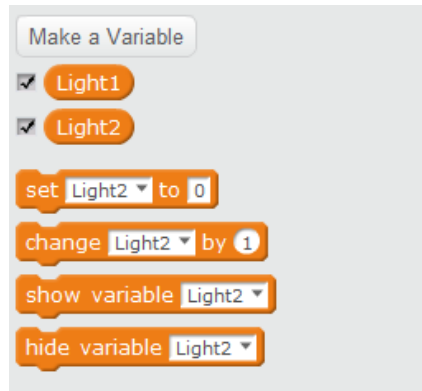 Make a Variable
Light1
Light2
set Light2 to 0
change Light2 by 1
show variable Light2
hide variable Light2